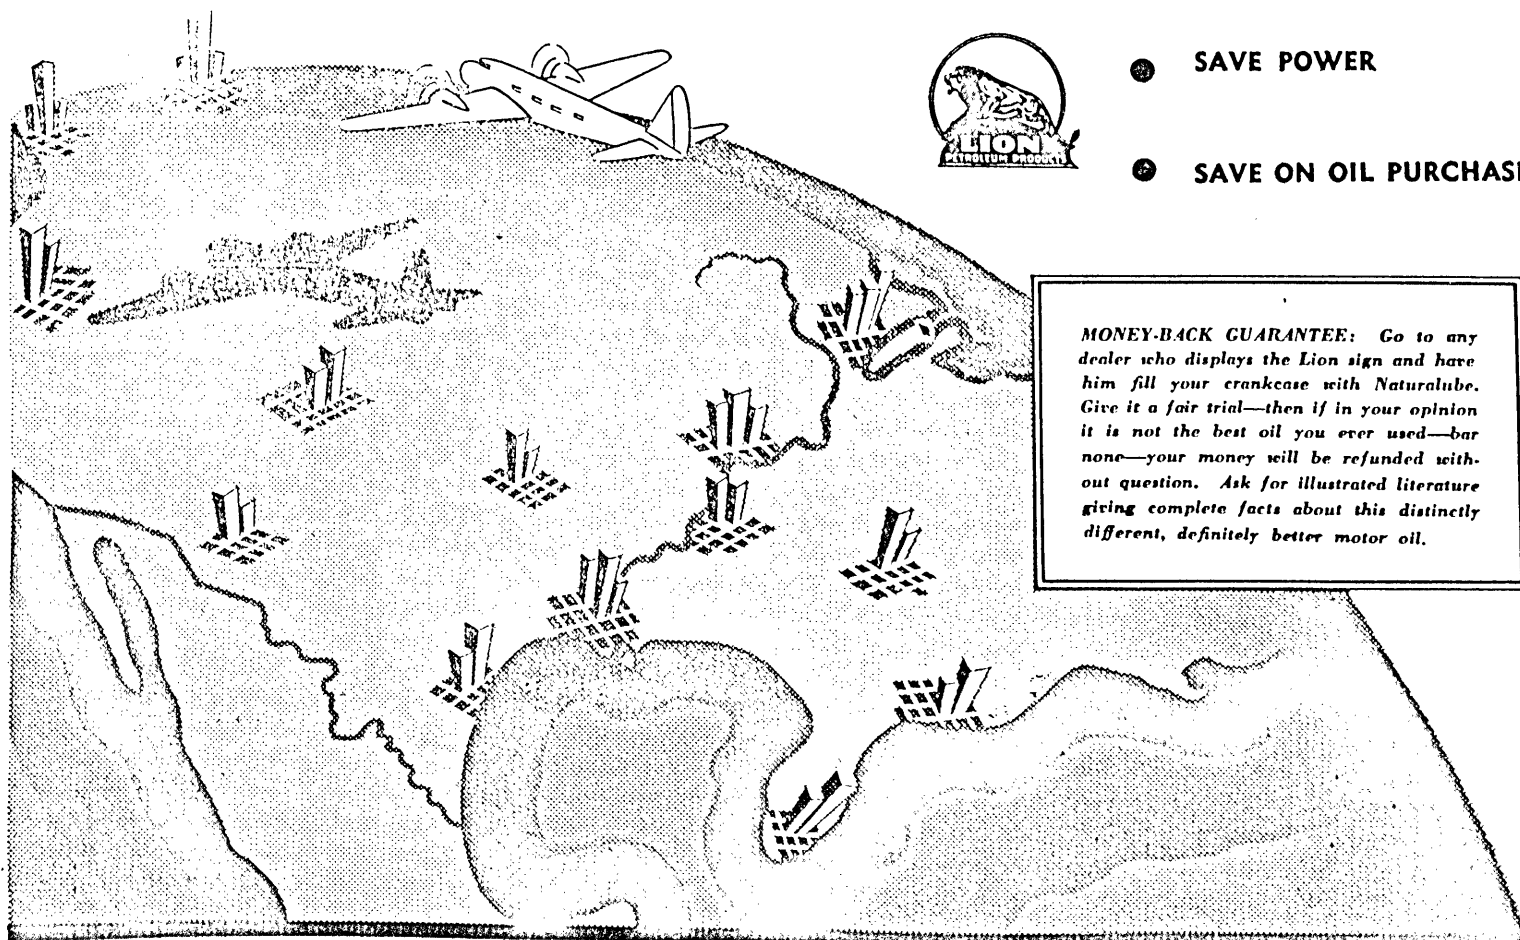 SAVE POWER
LION
PETROLEUM PRODUCTS
SAVE ON OIL PURCHAS
MONEY-BACK GUARANTEE: Go to any
dealer who displays the Lion sign and have
him fill your crankcase with Naturalube.
Give it a fair trial—then if in your opinion
it is not the best oil you ever used—bar
none—your money will be refunded with-
out question. Ask for illustrated literature
giving complete facts about this distinctly
different, definitely better motor oil.